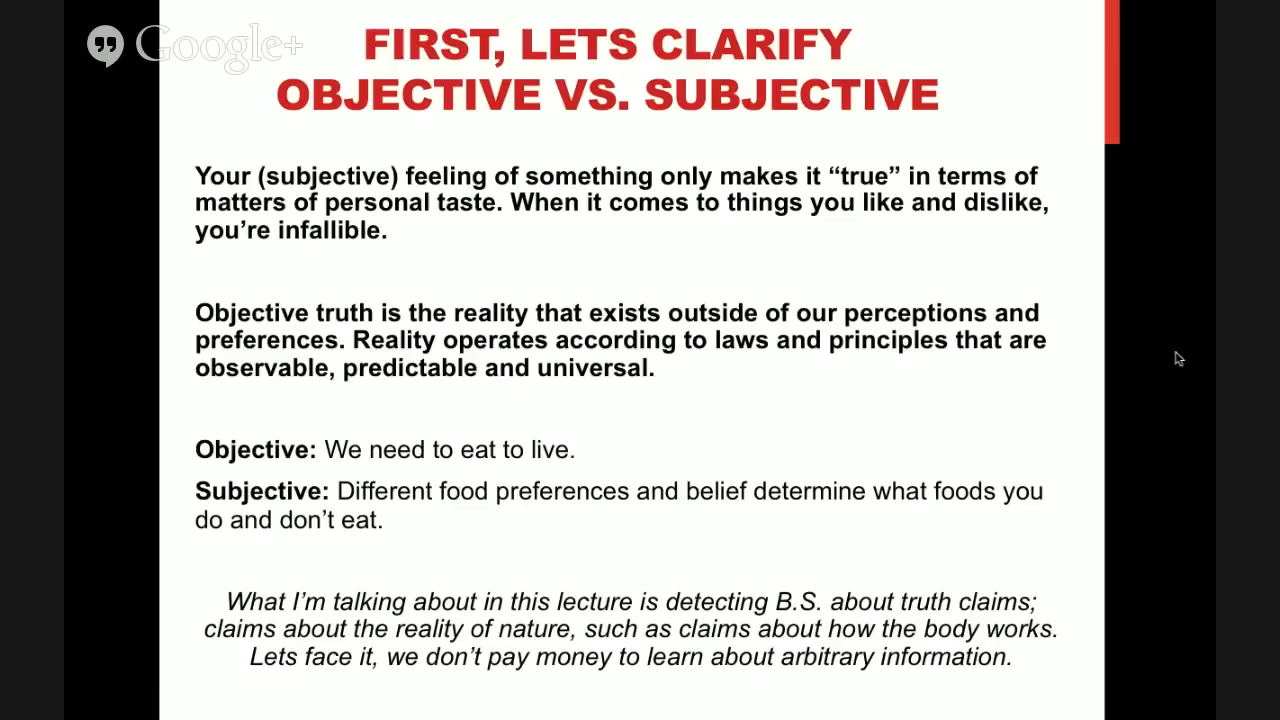 Google+
FIRST, LETS CLARIFY
OBJECTIVE VS. SUBJECTIVE
Your (subjective) feeling of something only makes it “true” in terms of
matters of personal taste. When it comes to things you like and dislike,
you’re infallible.
Objective truth is the reality that exists outside of our perceptions and
preferences. Reality operates according to laws and principles that are
observable, predictable and universal.
Objective: We need to eat to live.
Subjective: Different food preferences and belief determine what foods you
do and don’t eat.
What I’m talking about in this lecture is detecting B.S. about truth claims;
claims about the reality of nature, such as claims about how the body works.
Lets face it, we don’t pay money to learn about arbitrary information.